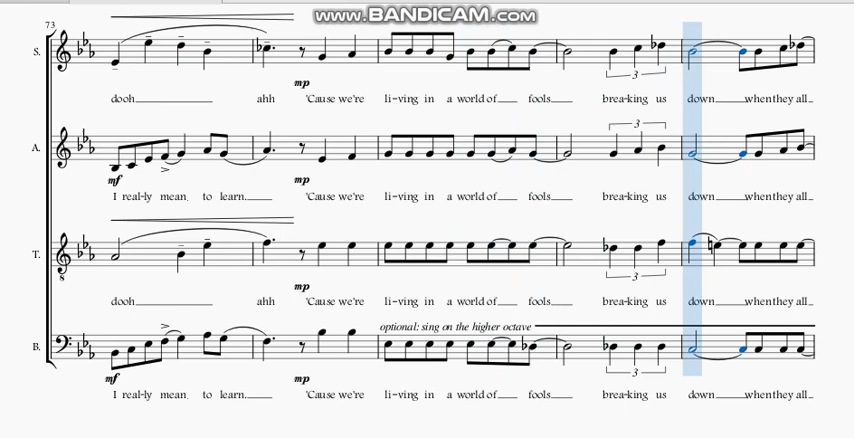 www.BANDICAM.com
73
S.
mp
3
dooh ahh 'Cause we're li-ving in a world of fools brea-king us down when they all
3
A.
mf > mp
I real-ly mean to learn. 'Cause we're li-ving in a world of fools brea-king us down when they all
T.
8
mp
3
dooh ahh 'Cause we're li-ving in a world of fools brea-king us down when they all
optional: sing on the higher octave
B.
mf mp
3
I real-ly mean to learn. 'Cause we're li-ving in a world of fools brea-king us down when they all